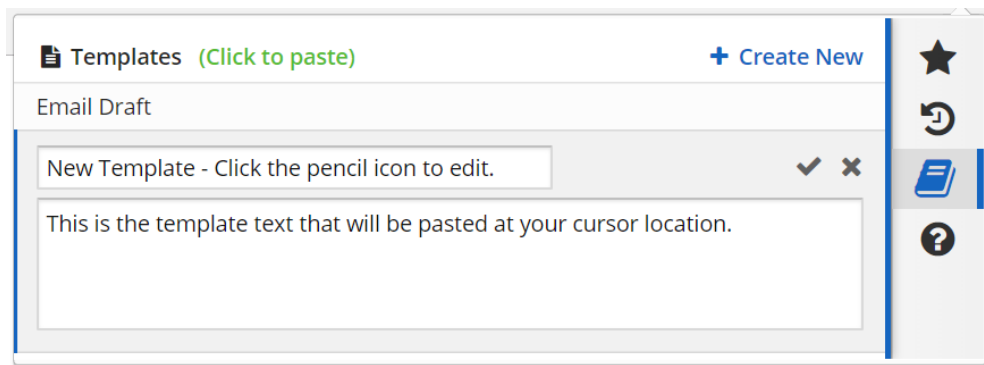 Templates (Click to paste) + Create New
Email Draft
New Template - Click the pencil icon to edit.
This is the template text that will be pasted at your cursor location.